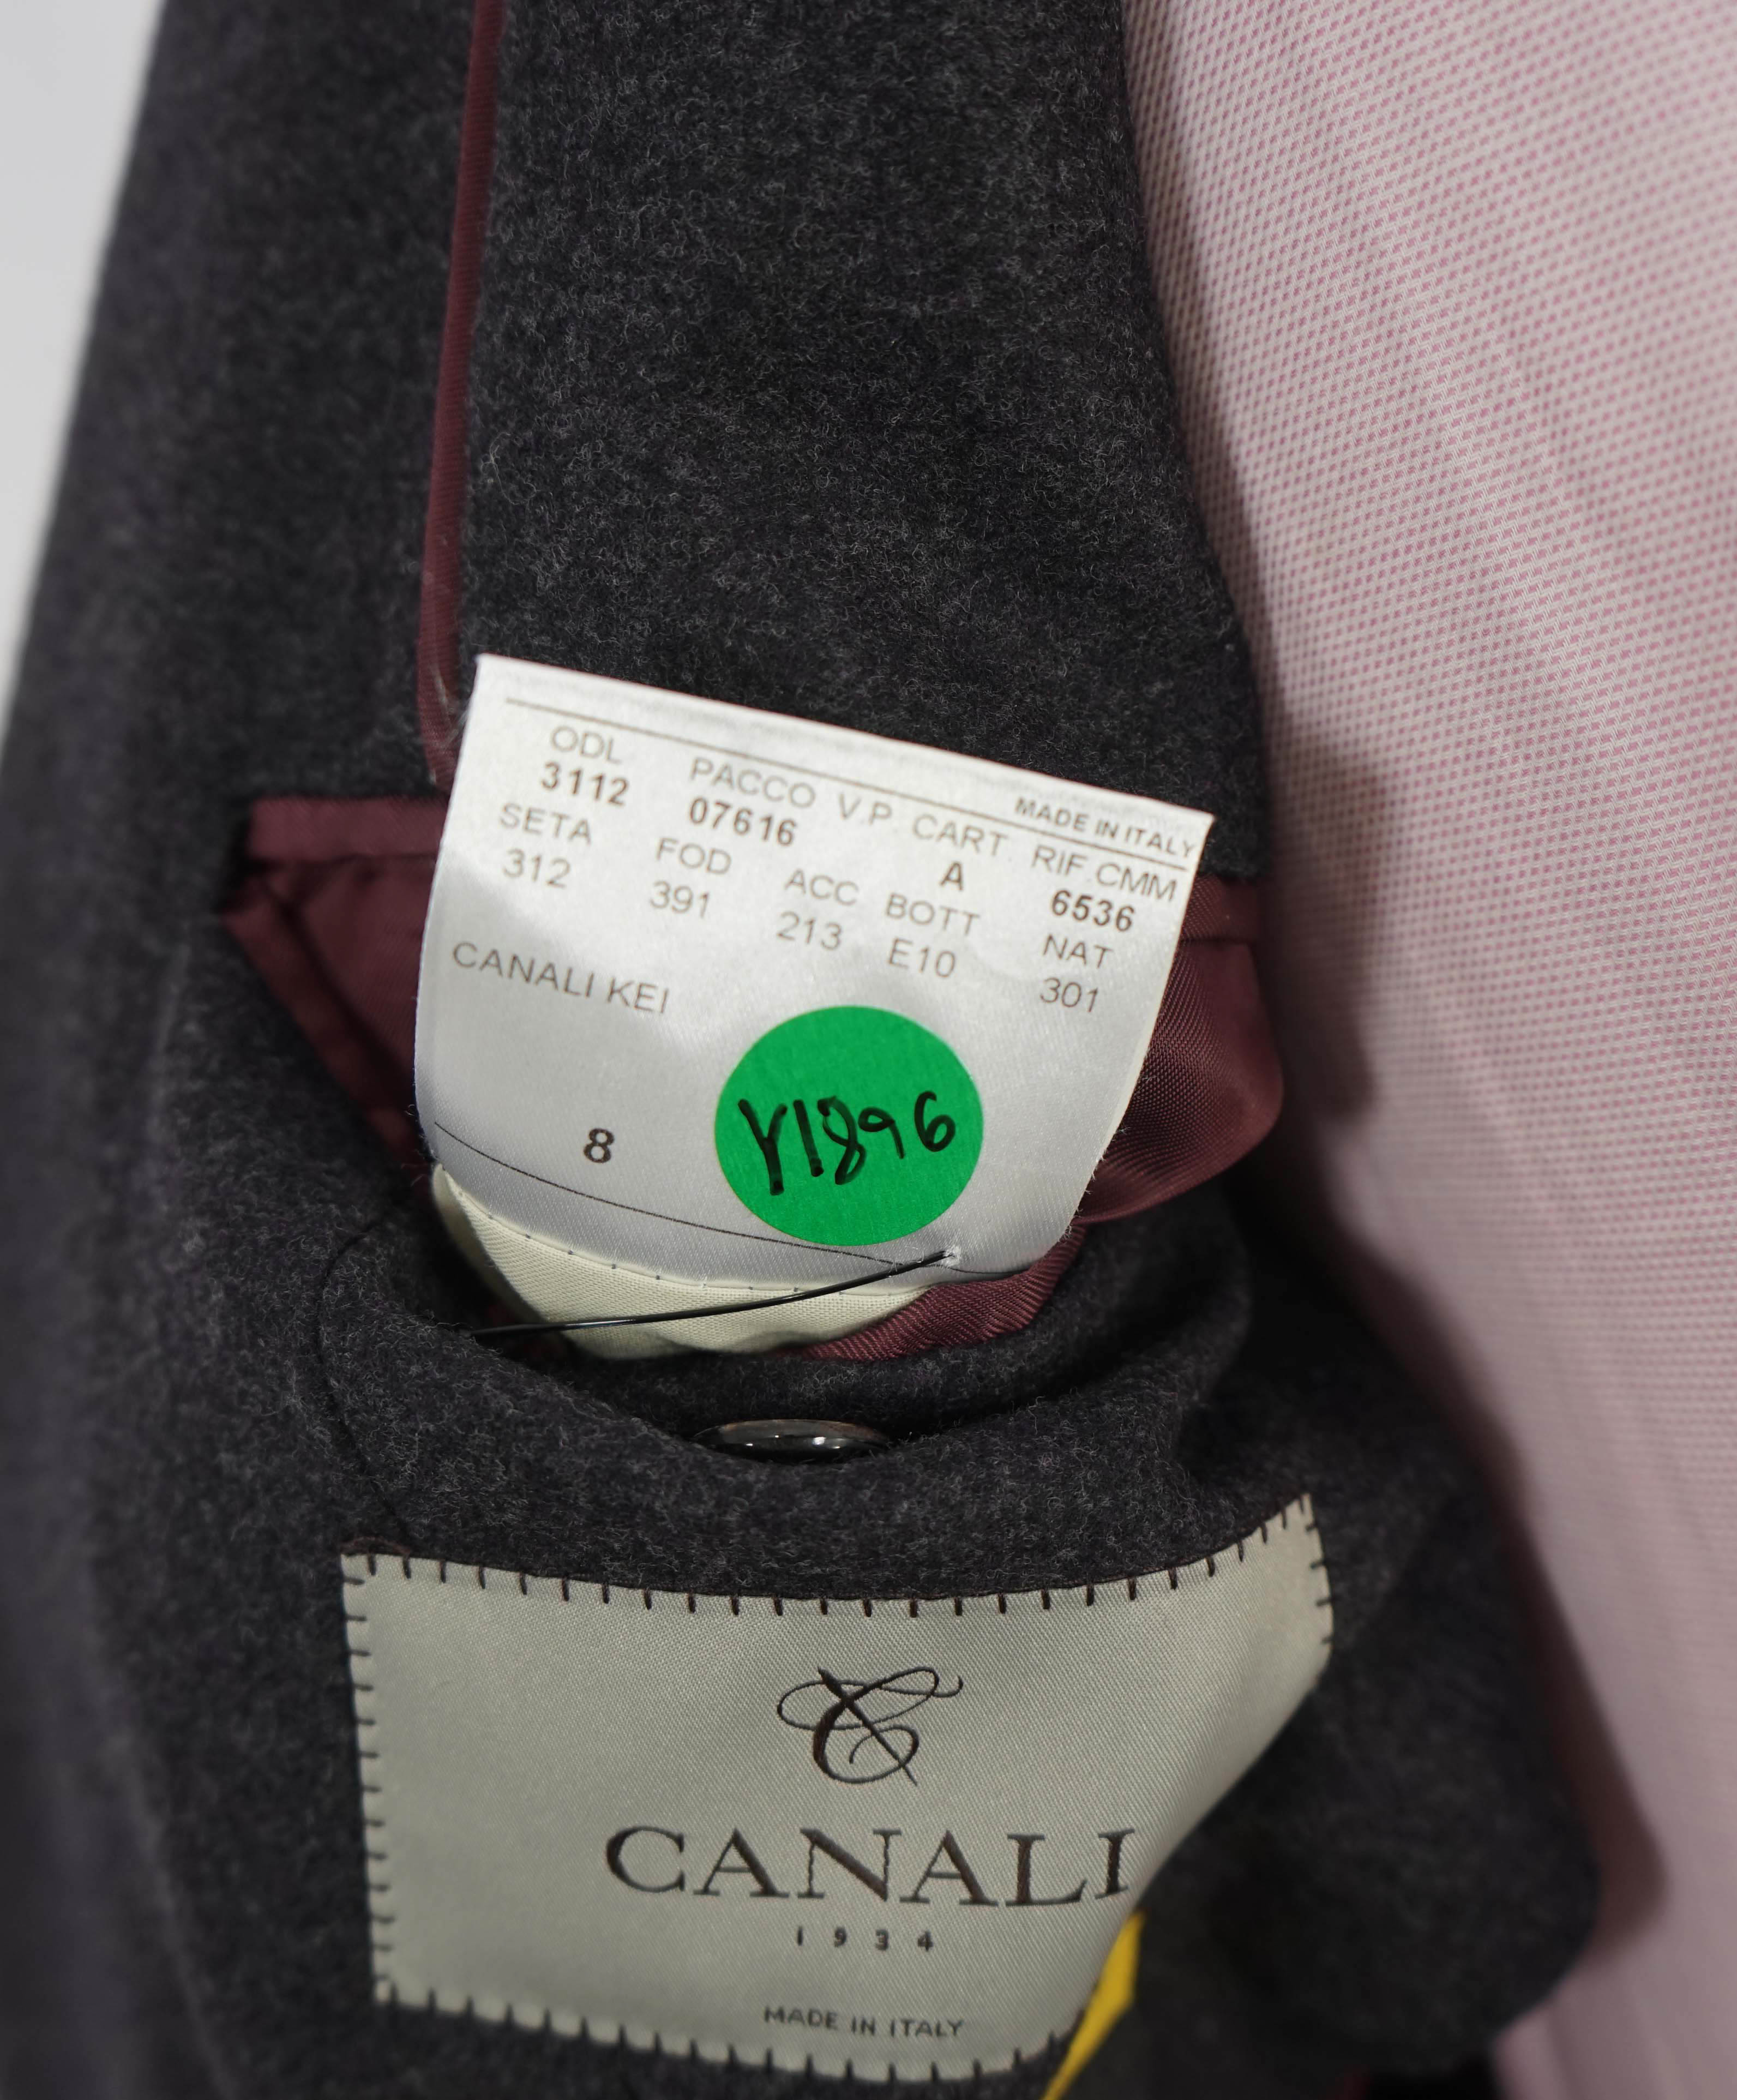 MADE IN ITALY
ODL PACCO V.P. CART. RIF.CMM
3112 07616 A 6536
SETA FOD ACC BOTT NAT
312 391 213 E10 301
CANALI KEI
8
Y1896
CANALI
1934
MADE IN ITALY